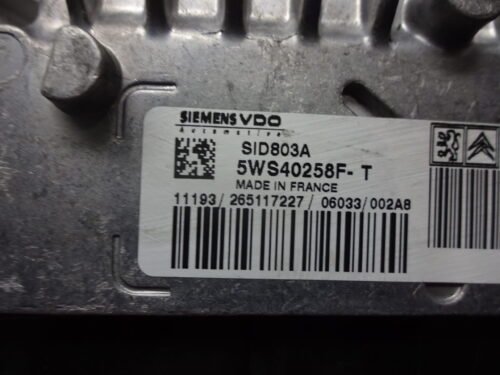 SIEMENS VDO
Automotive
SID803A
5WS40258F- T
MADE IN FRANCE
11193/265117227/06033/002A8